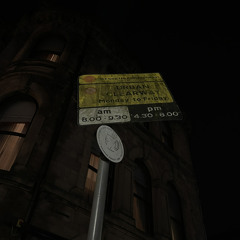 URBAN
CLEARWAY
Monday to Friday
am pm
8.00 - 9.30 4.30 - 6.00